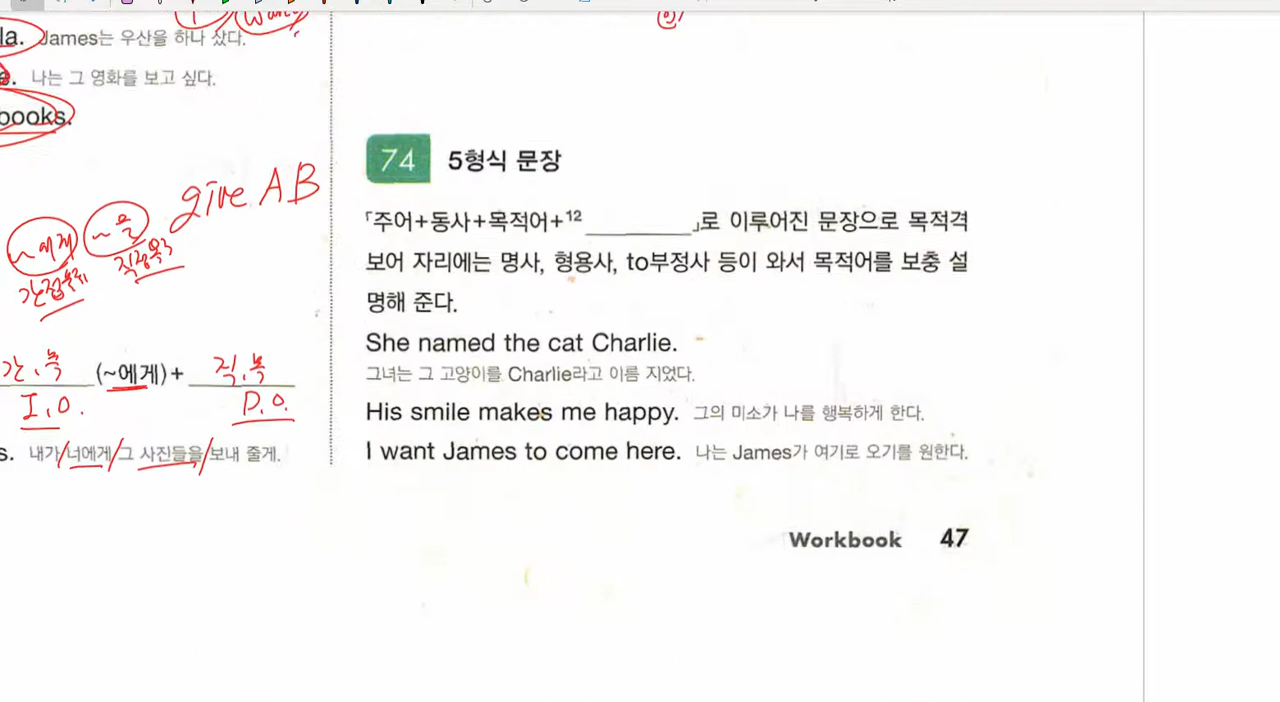 la. James는 우산을 하나 샀다.
e. 나는 그 영화를 보고 싶다.
books.
give A B
~에게 ~을
간접목적 직접목적
간.목 (~에게) + 직.목
I.O. D.O.
s. 내가/너에게/그 사진들을/보내 줄게.
74 5형식 문장
「주어+동사+목적어+12 ________」로 이루어진 문장으로 목적격
보어 자리에는 명사, 형용사, to부정사 등이 와서 목적어를 보충 설
명해 준다.
She named the cat Charlie.
그녀는 그 고양이를 Charlie라고 이름 지었다.
His smile makes me happy. 그의 미소가 나를 행복하게 한다.
I want James to come here. 나는 James가 여기로 오기를 원한다.
Workbook 47